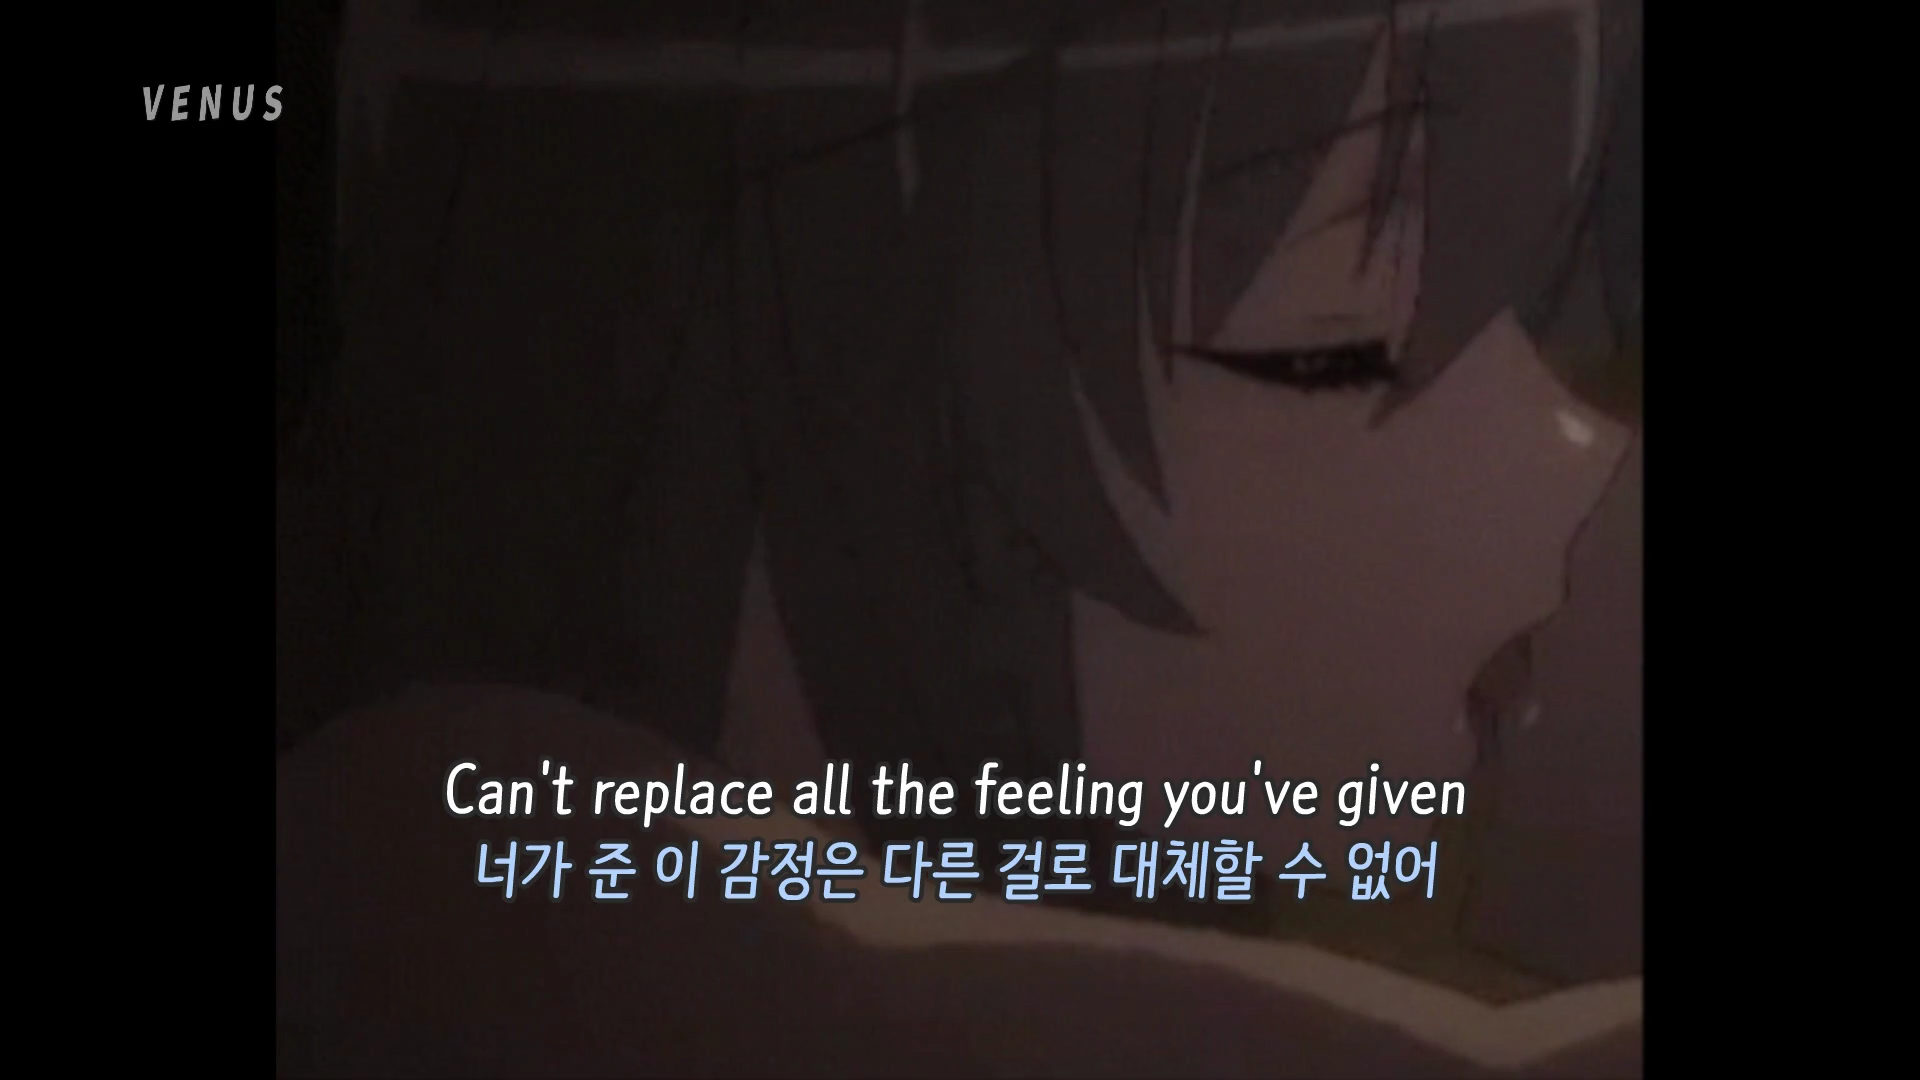 VENUS
Can't replace all the feeling you've given
너가 준 이 감정은 다른 걸로 대체할 수 없어